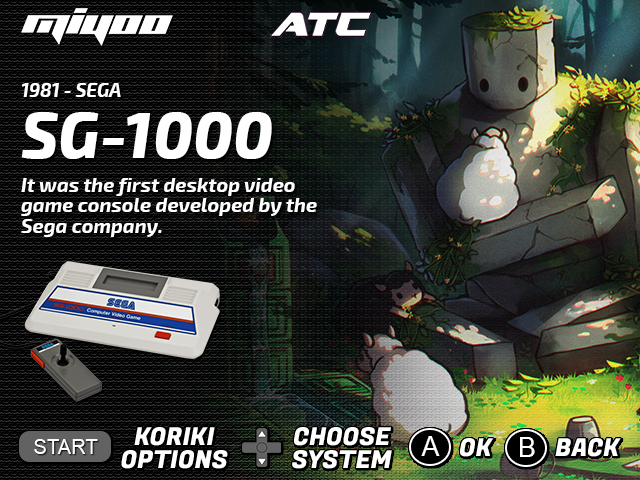 miyoo
ATC
1981 - SEGA
SG-1000
It was the first desktop video
game console developed by the
Sega company.
SEGA
Computer Video Game
START
KORIKI
OPTIONS
CHOOSE
SYSTEM
A
OK
B
BACK